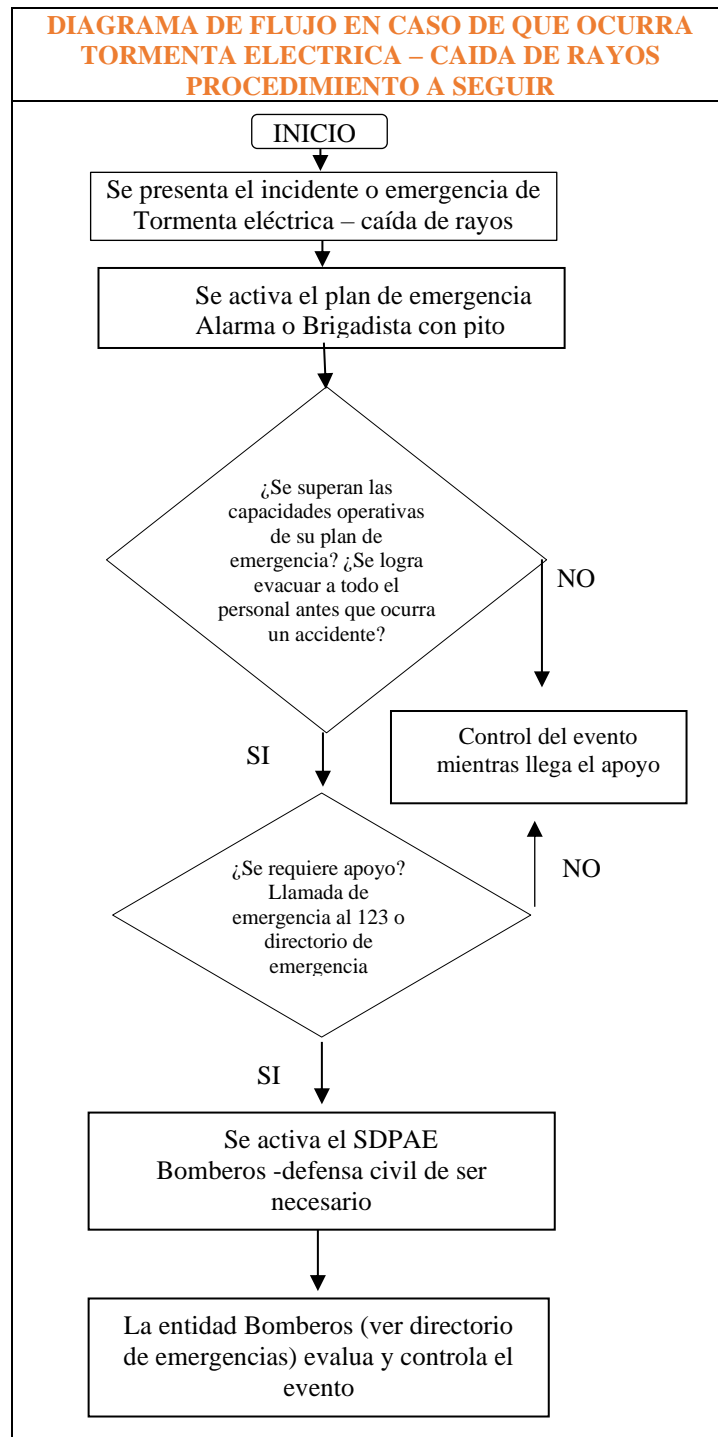 DIAGRAMA DE FLUJO EN CASO DE QUE OCURRA
TORMENTA ELECTRICA – CAIDA DE RAYOS
PROCEDIMIENTO A SEGUIR
INICIO
Se presenta el incidente o emergencia de
Tormenta eléctrica – caída de rayos
Se activa el plan de emergencia
Alarma o Brigadista con pito
¿Se superan las
capacidades operativas
de su plan de
emergencia? ¿Se logra
evacuar a todo el
personal antes que ocurra
un accidente?
NO
Control del evento
mientras llega el apoyo
SI
¿Se requiere apoyo?
Llamada de
emergencia al 123 o
directorio de
emergencia
NO
SI
Se activa el SDPAE
Bomberos -defensa civil de ser
necesario
La entidad Bomberos (ver directorio
de emergencias) evalua y controla el
evento